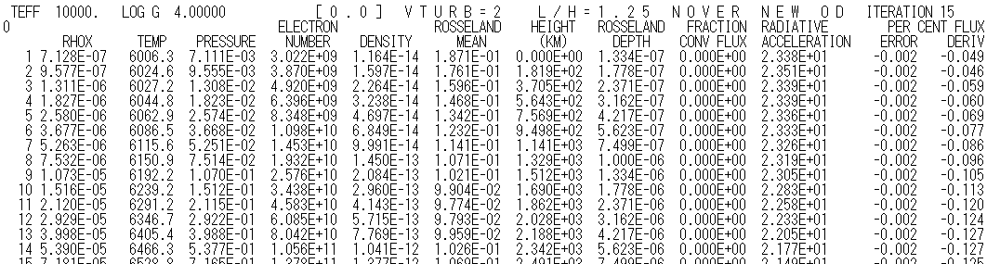 TEFF 10000. LOG G 4.00000 [0.0] VTURB=2 L/H=1.25 NOVER NEW OD ITERATION 15
0 ELECTRON ROSSELAND HEIGHT ROSSELAND FRACTION RADIATIVE PER CENT FLUX
RHOX TEMP PRESSURE NUMBER DENSITY MEAN (KM) DEPTH CONV FLUX ACCELERATION ERROR DERIV
1 7.128E-07 6006.3 7.111E-03 3.022E+09 1.164E-14 1.871E-01 0.000E+00 1.334E-07 0.000E+00 2.338E+01 -0.002 -0.049
2 9.577E-07 6024.6 9.555E-03 3.870E+09 1.597E-14 1.761E-01 1.819E+02 1.778E-07 0.000E+00 2.351E+01 -0.002 -0.046
3 1.311E-06 6027.2 1.308E-02 4.920E+09 2.264E-14 1.596E-01 3.705E+02 2.371E-07 0.000E+00 2.339E+01 -0.002 -0.059
4 1.827E-06 6044.8 1.823E-02 6.396E+09 3.238E-14 1.468E-01 5.643E+02 3.162E-07 0.000E+00 2.339E+01 -0.002 -0.060
5 2.580E-06 6062.9 2.574E-02 8.348E+09 4.697E-14 1.342E-01 7.569E+02 4.217E-07 0.000E+00 2.336E+01 -0.002 -0.069
6 3.677E-06 6086.5 3.668E-02 1.098E+10 6.849E-14 1.232E-01 9.498E+02 5.623E-07 0.000E+00 2.333E+01 -0.002 -0.077
7 5.263E-06 6115.6 5.251E-02 1.453E+10 9.991E-14 1.141E-01 1.141E+03 7.499E-07 0.000E+00 2.326E+01 -0.002 -0.086
8 7.532E-06 6150.9 7.514E-02 1.932E+10 1.450E-13 1.071E-01 1.329E+03 1.000E-06 0.000E+00 2.319E+01 -0.002 -0.096
9 1.073E-05 6192.2 1.070E-01 2.576E+10 2.084E-13 1.021E-01 1.512E+03 1.334E-06 0.000E+00 2.305E+01 -0.002 -0.105
10 1.516E-05 6239.2 1.512E-01 3.438E+10 2.960E-13 9.904E-02 1.690E+03 1.778E-06 0.000E+00 2.283E+01 -0.002 -0.113
11 2.120E-05 6291.2 2.115E-01 4.583E+10 4.143E-13 9.774E-02 1.862E+03 2.371E-06 0.000E+00 2.258E+01 -0.002 -0.120
12 2.929E-05 6346.7 2.922E-01 6.085E+10 5.715E-13 9.793E-02 2.028E+03 3.162E-06 0.000E+00 2.233E+01 -0.002 -0.124
13 3.998E-05 6405.4 3.988E-01 8.042E+10 7.769E-13 9.959E-02 2.188E+03 4.217E-06 0.000E+00 2.205E+01 -0.002 -0.127
14 5.390E-05 6466.3 5.377E-01 1.056E+11 1.041E-12 1.026E-01 2.342E+03 5.623E-06 0.000E+00 2.177E+01 -0.002 -0.127